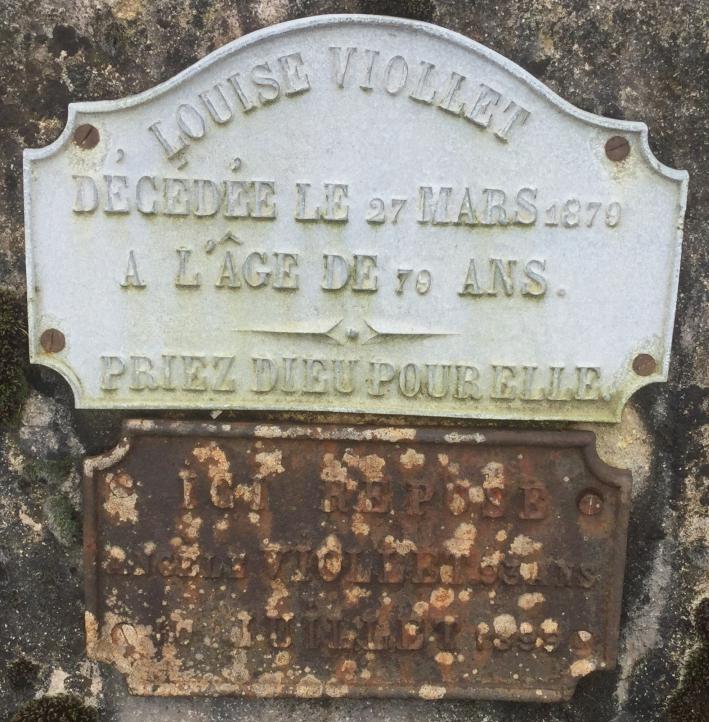 LOUISE VIOLLET
DÉCÉDÉE LE 27 MARS 1879
A L'ÂGE DE 79 ANS.
PRIEZ DIEU POUR ELLE.
ICI REPOSE
VIOLLET ANS
JUILLET